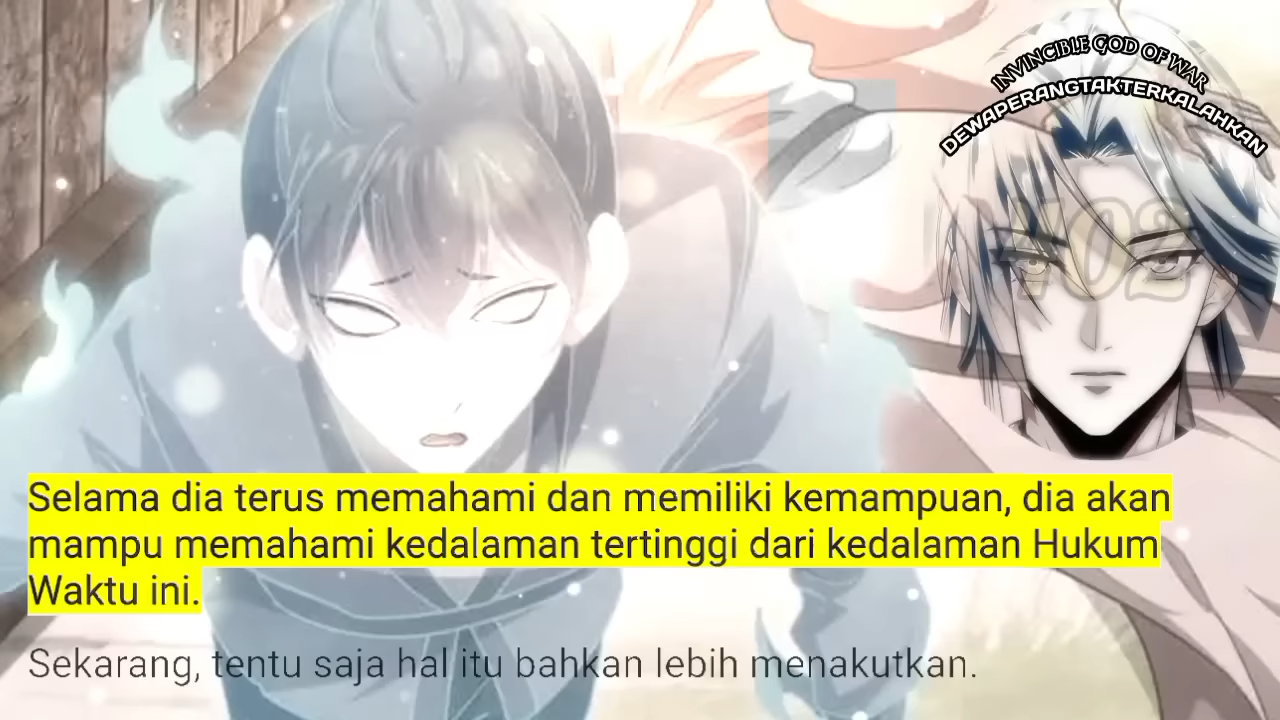 INVINCIBLE GOD OF WAR
DEWAPERANGTAKTERKALAHKAN
402
Selama dia terus memahami dan memiliki kemampuan, dia akan
mampu memahami kedalaman tertinggi dari kedalaman Hukum
Waktu ini.
Sekarang, tentu saja hal itu bahkan lebih menakutkan.